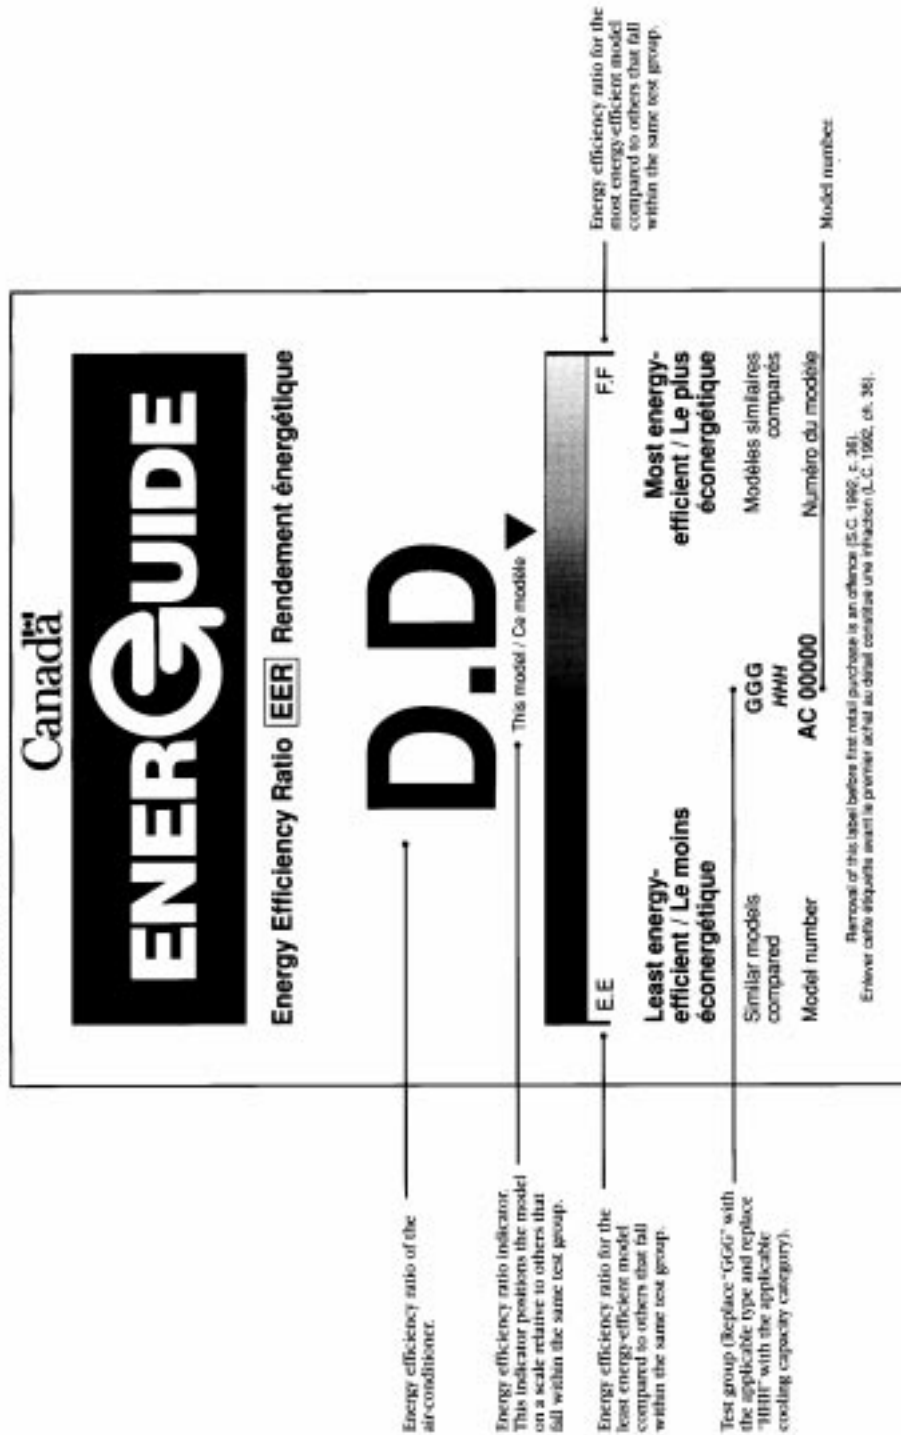 Canada
ENERGUIDE
Energy Efficiency Ratio EER Rendement énergétique
D.D
This model / Ce modèle
E.E
F.F
Least energy-
efficient / Le moins
éconergétique
Most energy-
efficient / Le plus
éconergétique
Similar models
compared
GGG
HHH
Modèles similaires
comparés
Model number
AC 00000
Numéro du modèle
Removal of this label before first retail purchase is an offence (S.C. 1992, c. 36).
Enlever cette étiquette avant le premier achat au détail constitue une infraction (L.C. 1992, ch. 36).
Energy efficiency ratio of the
air-conditioner.
Energy efficiency ratio indicator.
This indicator positions the model
on a scale relative to others that
fall within the same test group.
Energy efficiency ratio for the
least energy-efficient model
compared to others that fall
within the same test group.
Test group (Replace "GGG" with
the applicable type and replace
"HHH" with the applicable
cooling capacity category).
Energy efficiency ratio for the
most energy-efficient model
compared to others that fall
within the same test group.
Model number.